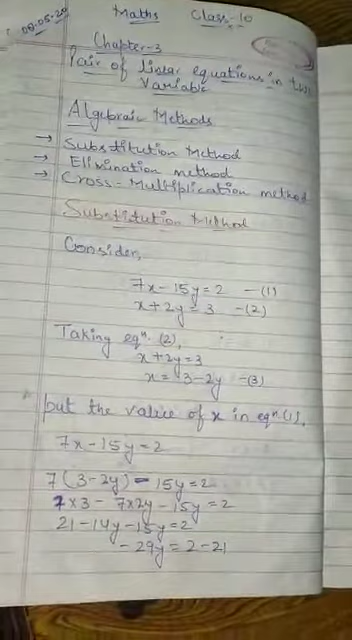 05.05.20
Maths Class-10
Chapter-3
Pair of linear equations in two
Variable
Algebraic Methods
→ Substitution Method
→ Elimination method
→ Cross-Multiplication method
Substitution Method
Consider,
7x-15y=2 -(1)
x+2y=3 -(2)
Taking eqⁿ (2),
x+2y=3
x=3-2y -(3)
put the value of x in eqⁿ(1),
7x-15y=2
7(3-2y)-15y=2
7×3-7×2y-15y=2
21-14y-15y=2
-29y=2-21